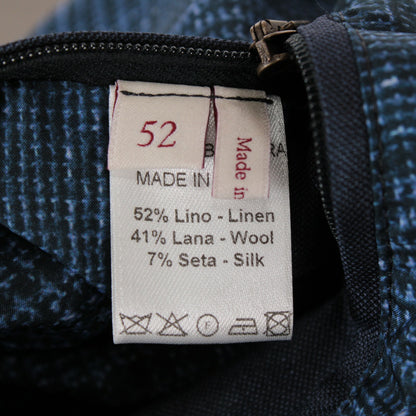 52
Made in
MADE IN
52% Lino - Linen
41% Lana - Wool
7% Seta - Silk